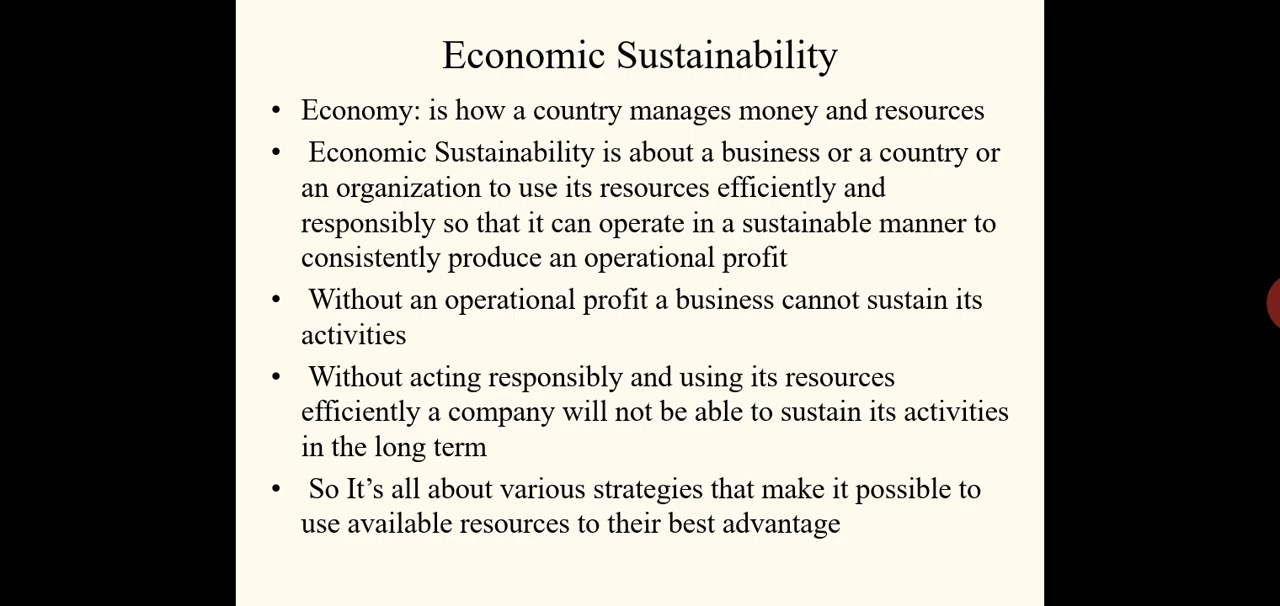 Economic Sustainability
• Economy: is how a country manages money and resources
• Economic Sustainability is about a business or a country or
an organization to use its resources efficiently and
responsibly so that it can operate in a sustainable manner to
consistently produce an operational profit
• Without an operational profit a business cannot sustain its
activities
• Without acting responsibly and using its resources
efficiently a company will not be able to sustain its activities
in the long term
• So It’s all about various strategies that make it possible to
use available resources to their best advantage